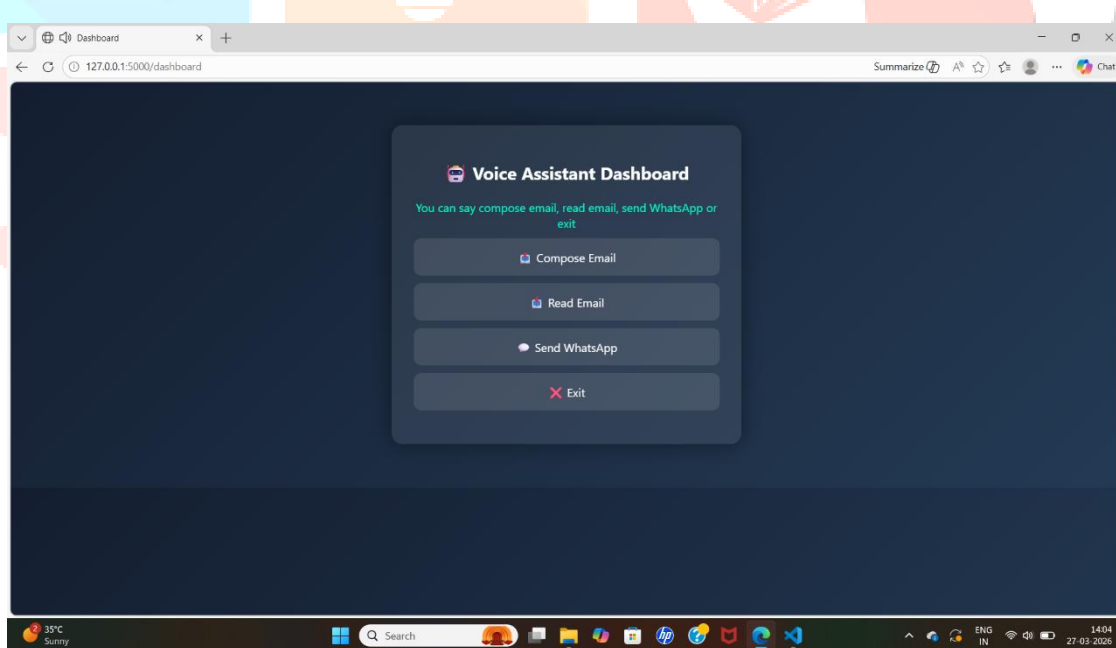 Dashboard
127.0.0.1:5000/dashboard
Summarize
Chat
Voice Assistant Dashboard
You can say compose email, read email, send WhatsApp or
exit
Compose Email
Read Email
Send WhatsApp
Exit
2
35°C
Sunny
Search
hp
ENG
IN
14:04
27-03-2026